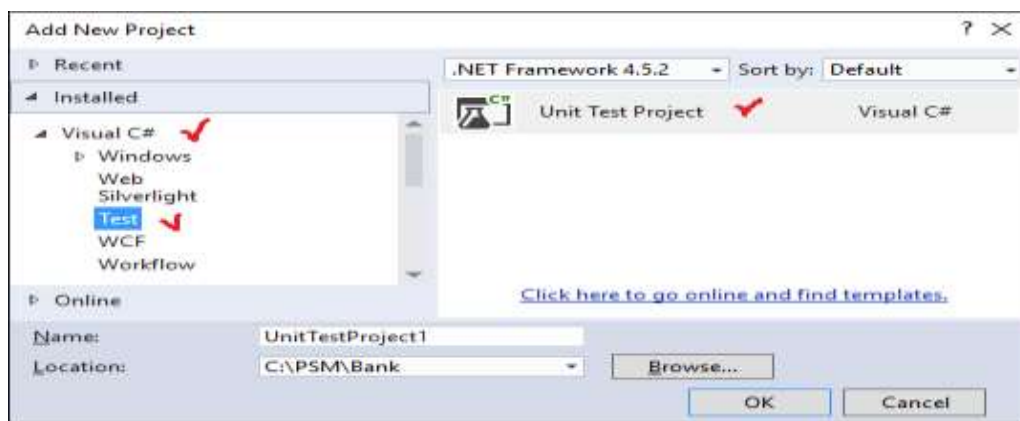 Add New Project
Recent
.NET Framework 4.5.2 Sort by: Default
Installed
C# Unit Test Project Visual C#
Visual C#
Windows
Web
Silverlight
Test
WCF
Workflow
Online
Click here to go online and find templates.
Name: UnitTestProject1
Location: C:\PSM\Bank Browse...
OK Cancel